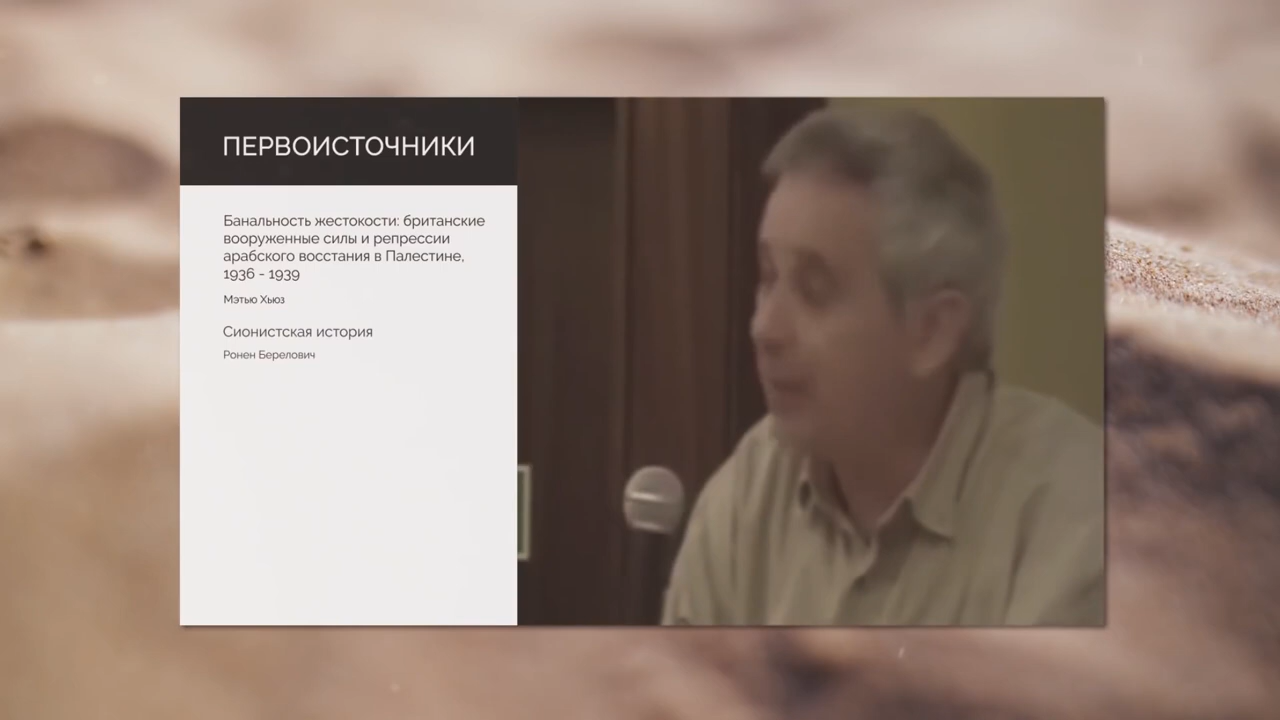 ПЕРВОИСТОЧНИКИ
Банальность жестокости: британские
вооруженные силы и репрессии
арабского восстания в Палестине,
1936 - 1939
Мэтью Хьюз
Сионистская история
Ронен Берелович